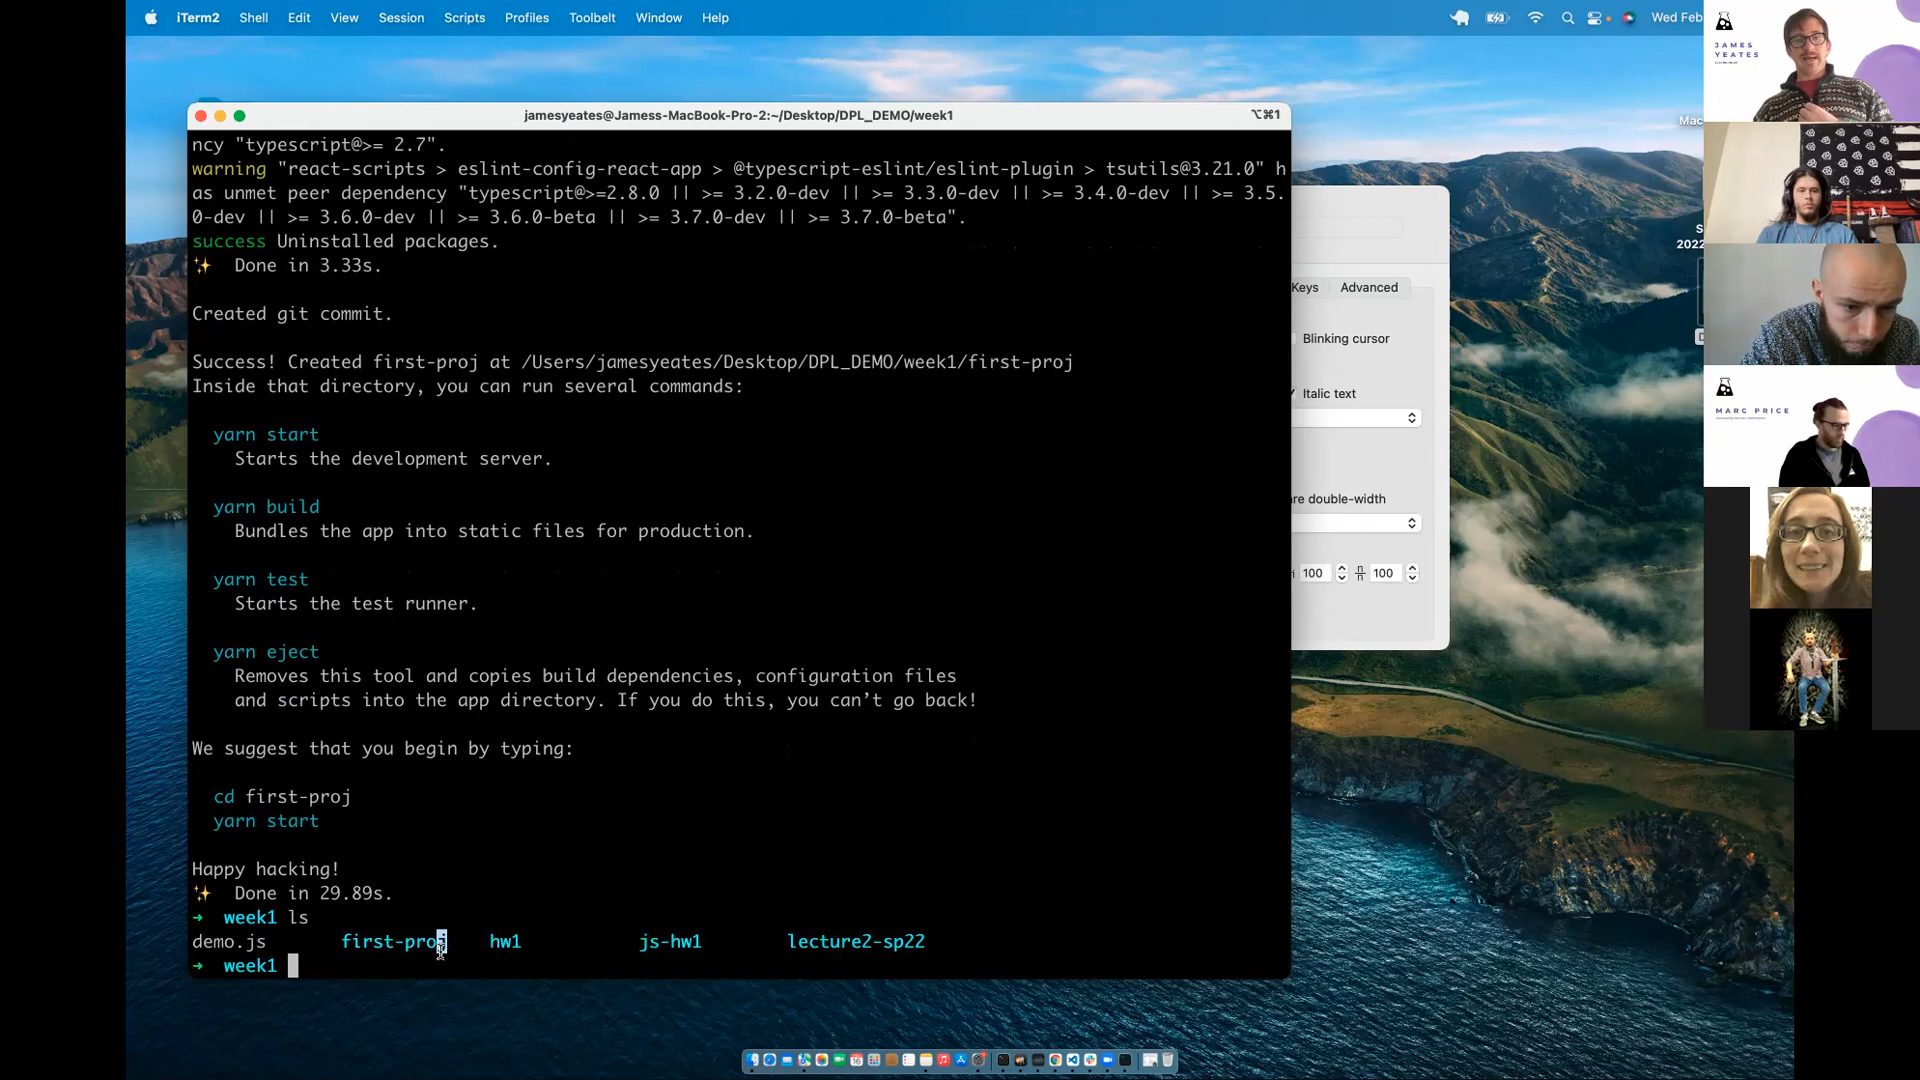 iTerm2 Shell Edit View Session Scripts Profiles Toolbelt Window Help
Wed Feb
jamesyeates@Jamess-MacBook-Pro-2:~/Desktop/DPL_DEMO/week1
⌥⌘1
ncy "typescript@>= 2.7".
warning "react-scripts > eslint-config-react-app > @typescript-eslint/eslint-plugin > tsutils@3.21.0" h
as unmet peer dependency "typescript@>=2.8.0 || >= 3.2.0-dev || >= 3.3.0-dev || >= 3.4.0-dev || >= 3.5.
0-dev || >= 3.6.0-dev || >= 3.6.0-beta || >= 3.7.0-dev || >= 3.7.0-beta".
success Uninstalled packages.
✨ Done in 3.33s.
Created git commit.
Success! Created first-proj at /Users/jamesyeates/Desktop/DPL_DEMO/week1/first-proj
Inside that directory, you can run several commands:
yarn start
Starts the development server.
yarn build
Bundles the app into static files for production.
yarn test
Starts the test runner.
yarn eject
Removes this tool and copies build dependencies, configuration files
and scripts into the app directory. If you do this, you can’t go back!
We suggest that you begin by typing:
cd first-proj
yarn start
Happy hacking!
✨ Done in 29.89s.
➜ week1 ls
demo.js first-proj hw1 js-hw1 lecture2-sp22
➜ week1
Keys Advanced
Blinking cursor
Italic text
re double-width
100 100
Mac
S
2022
JAMES
YEATES
MARC PRICE